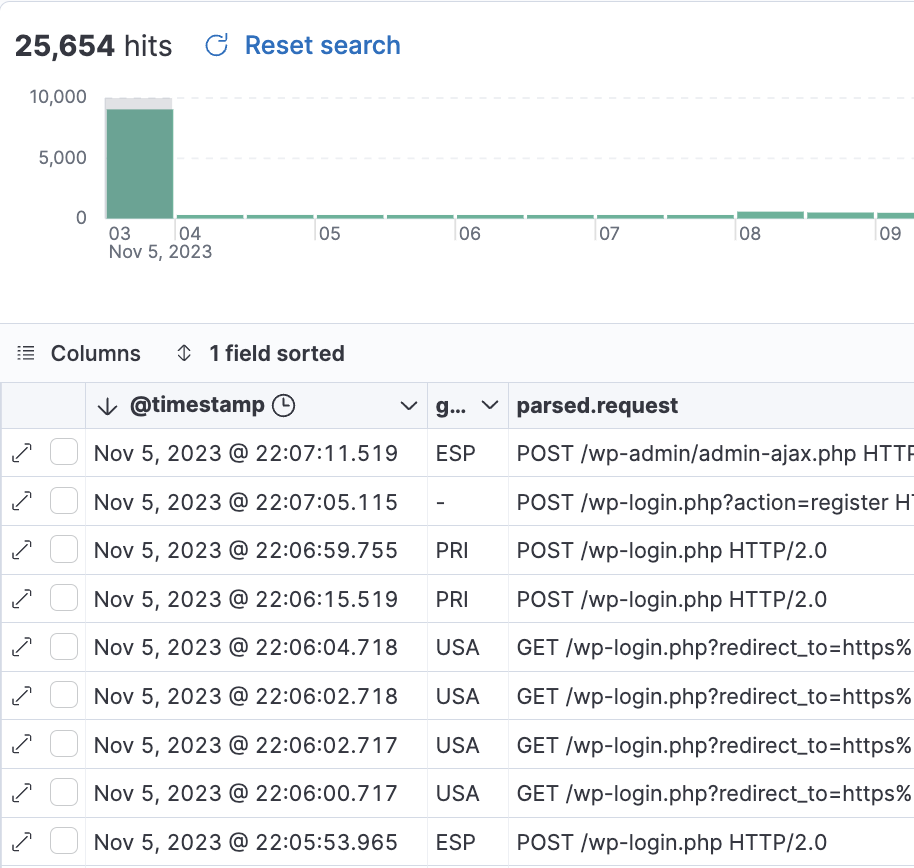 25,654 hits Reset search
10,000
5,000
0
03 04 05 06 07 08 09
Nov 5, 2023
Columns 1 field sorted
@timestamp g... parsed.request
Nov 5, 2023 @ 22:07:11.519 ESP POST /wp-admin/admin-ajax.php HTTP
Nov 5, 2023 @ 22:07:05.115 - POST /wp-login.php?action=register HT
Nov 5, 2023 @ 22:06:59.755 PRI POST /wp-login.php HTTP/2.0
Nov 5, 2023 @ 22:06:15.519 PRI POST /wp-login.php HTTP/2.0
Nov 5, 2023 @ 22:06:04.718 USA GET /wp-login.php?redirect_to=https%
Nov 5, 2023 @ 22:06:02.718 USA GET /wp-login.php?redirect_to=https%
Nov 5, 2023 @ 22:06:02.717 USA GET /wp-login.php?redirect_to=https%
Nov 5, 2023 @ 22:06:00.717 USA GET /wp-login.php?redirect_to=https%
Nov 5, 2023 @ 22:05:53.965 ESP POST /wp-login.php HTTP/2.0